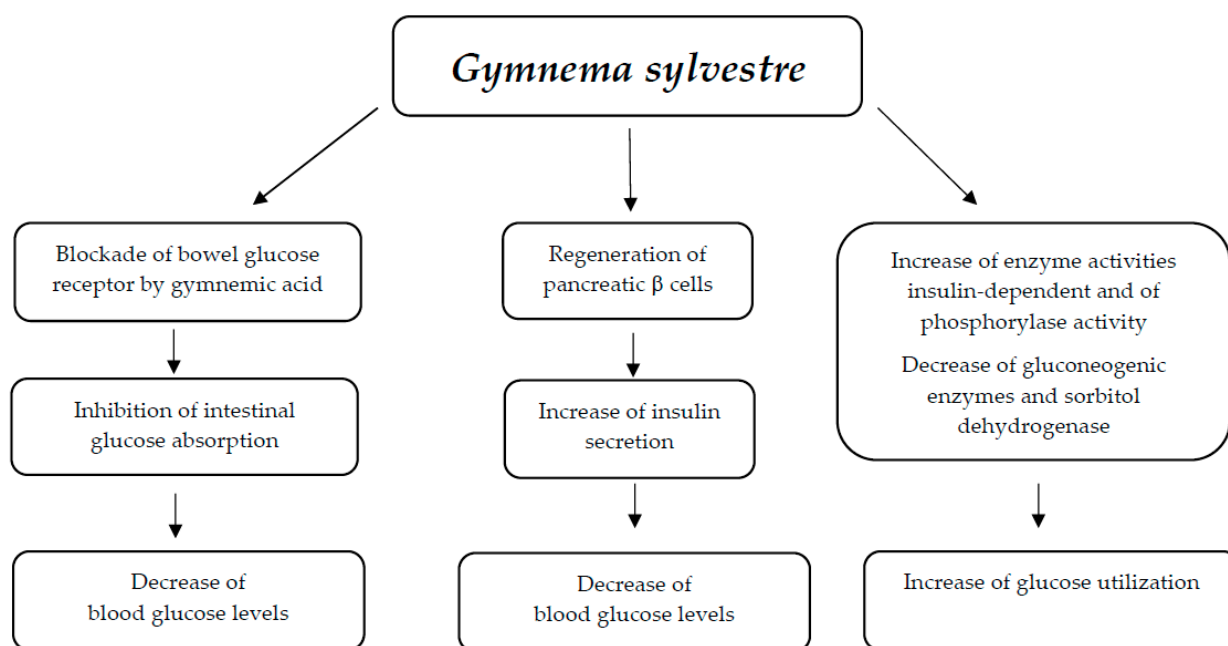 Gymnema sylvestre
Blockade of bowel glucose
receptor by gymnemic acid
Inhibition of intestinal
glucose absorption
Decrease of
blood glucose levels
Regeneration of
pancreatic β cells
Increase of insulin
secretion
Decrease of
blood glucose levels
Increase of enzyme activities
insulin-dependent and of
phosphorylase activity
Decrease of gluconeogenic
enzymes and sorbitol
dehydrogenase
Increase of glucose utilization